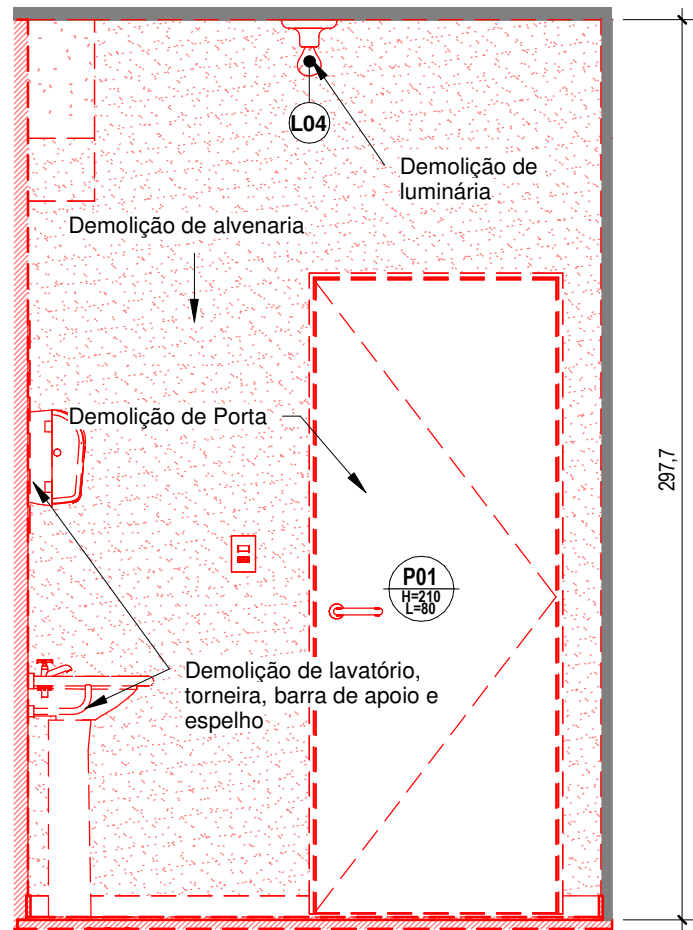 L04
Demolição de
luminária
Demolição de alvenaria
Demolição de Porta
297,7
P01
H=210
L=80
Demolição de lavatório,
torneira, barra de apoio e
espelho